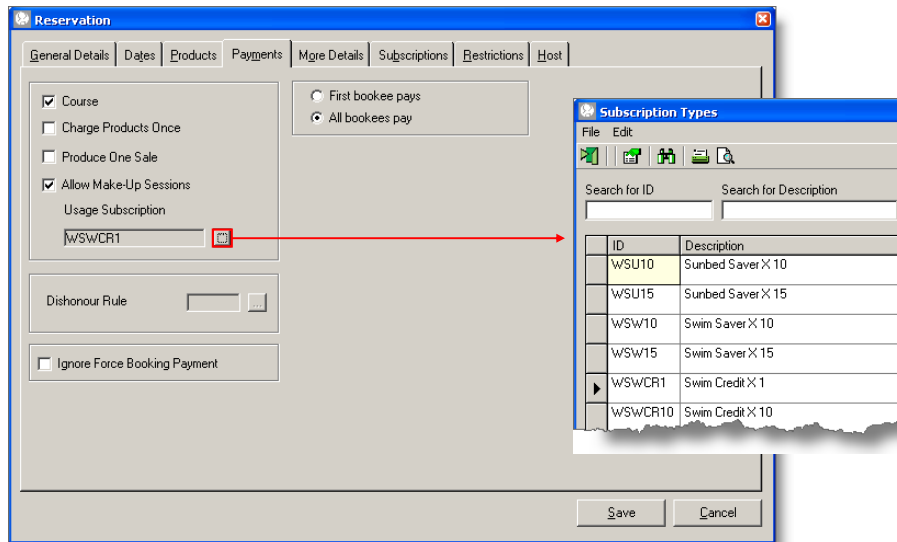 Reservation
General Details Dates Products Payments More Details Subscriptions Restrictions Host
Course
Charge Products Once
Produce One Sale
Allow Make-Up Sessions
Usage Subscription
WSWCR1
Dishonour Rule
...
Ignore Force Booking Payment
First bookee pays
All bookees pay
Save Cancel
Subscription Types
File Edit
Search for ID Search for Description
ID Description
WSU10 Sunbed Saver X 10
WSU15 Sunbed Saver X 15
WSW10 Swim Saver X 10
WSW15 Swim Saver X 15
WSWCR1 Swim Credit X 1
WSWCR10 Swim Credit X 10